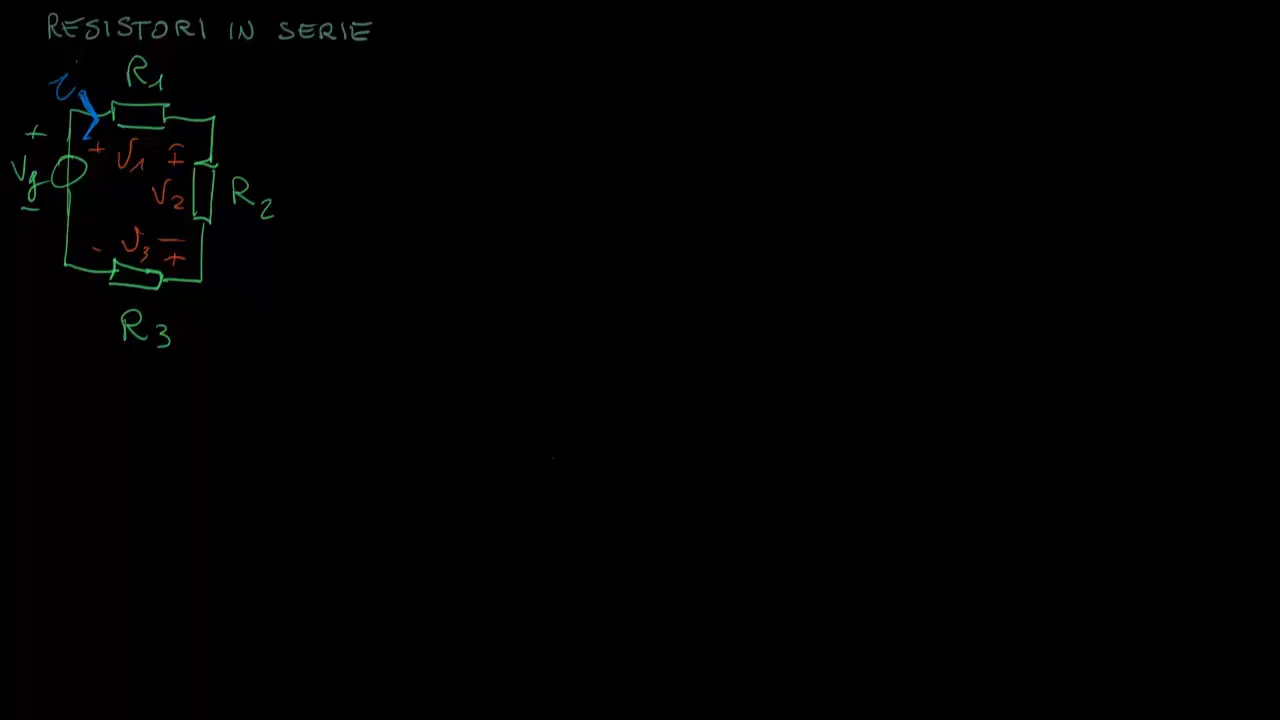 RESISTORI IN SERIE
i
R1
+
+ V1 -
+
Vg
-
V2
R2
-
- V3 +
R3